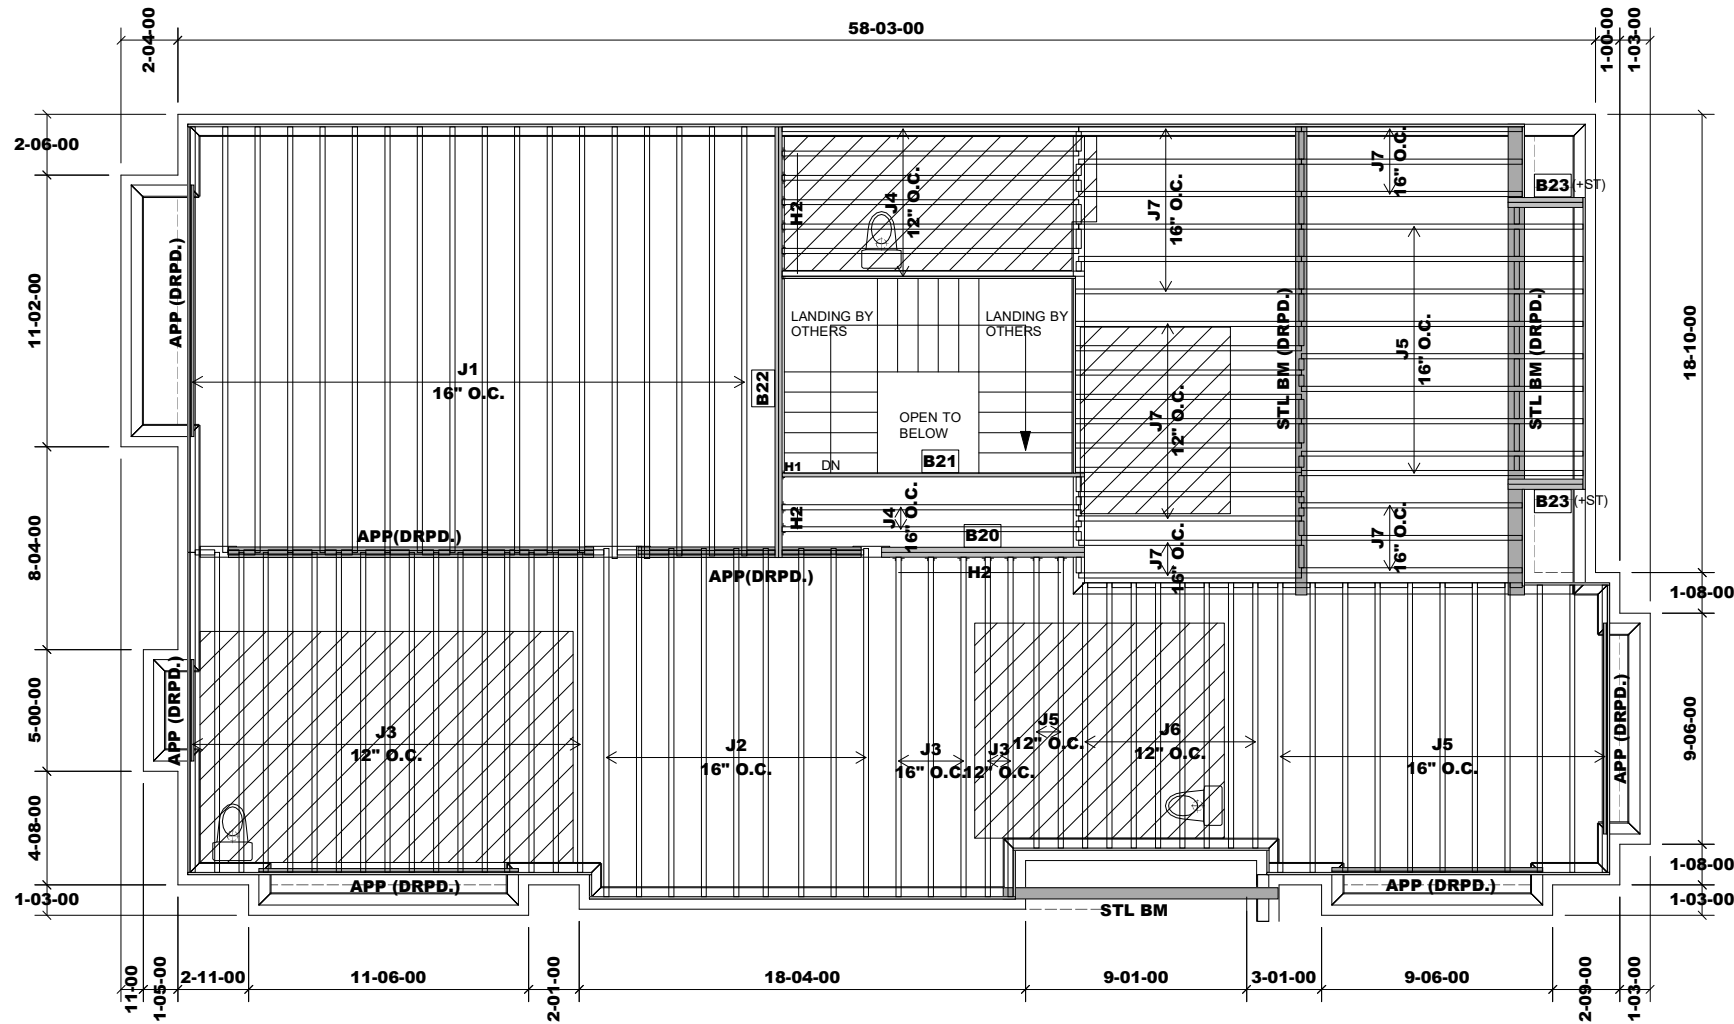 58-03-00
2-04-00
1-00-00
1-03-00
2-06-00
11-02-00
8-04-00
5-00-00
4-08-00
1-03-00
APP (DRPD.)
J1
16" O.C.
B22
H2
J4
12" O.C.
J7
16" O.C.
J7
16" O.C.
B23 (+ST)
LANDING BY
OTHERS
LANDING BY
OTHERS
OPEN TO
BELOW
DN
B21
H1
J7
12" O.C.
STL BM (DRPD.)
J5
16" O.C.
STL BM (DRPD.)
18-10-00
H2
J4
16" O.C.
B20
J7
16" O.C.
J7
16" O.C.
B23 (+ST)
APP(DRPD.)
APP(DRPD.)
H2
1-08-00
APP (DRPD.)
J3
12" O.C.
J2
16" O.C.
J3
16" O.C.
J3
12" O.C.
J5
12" O.C.
J6
12" O.C.
J5
16" O.C.
APP (DRPD.)
9-06-00
1-08-00
1-03-00
APP (DRPD.)
STL BM
APP (DRPD.)
11-00
1-05-00
2-11-00
11-06-00
2-01-00
18-04-00
9-01-00
3-01-00
9-06-00
2-09-00
1-03-00